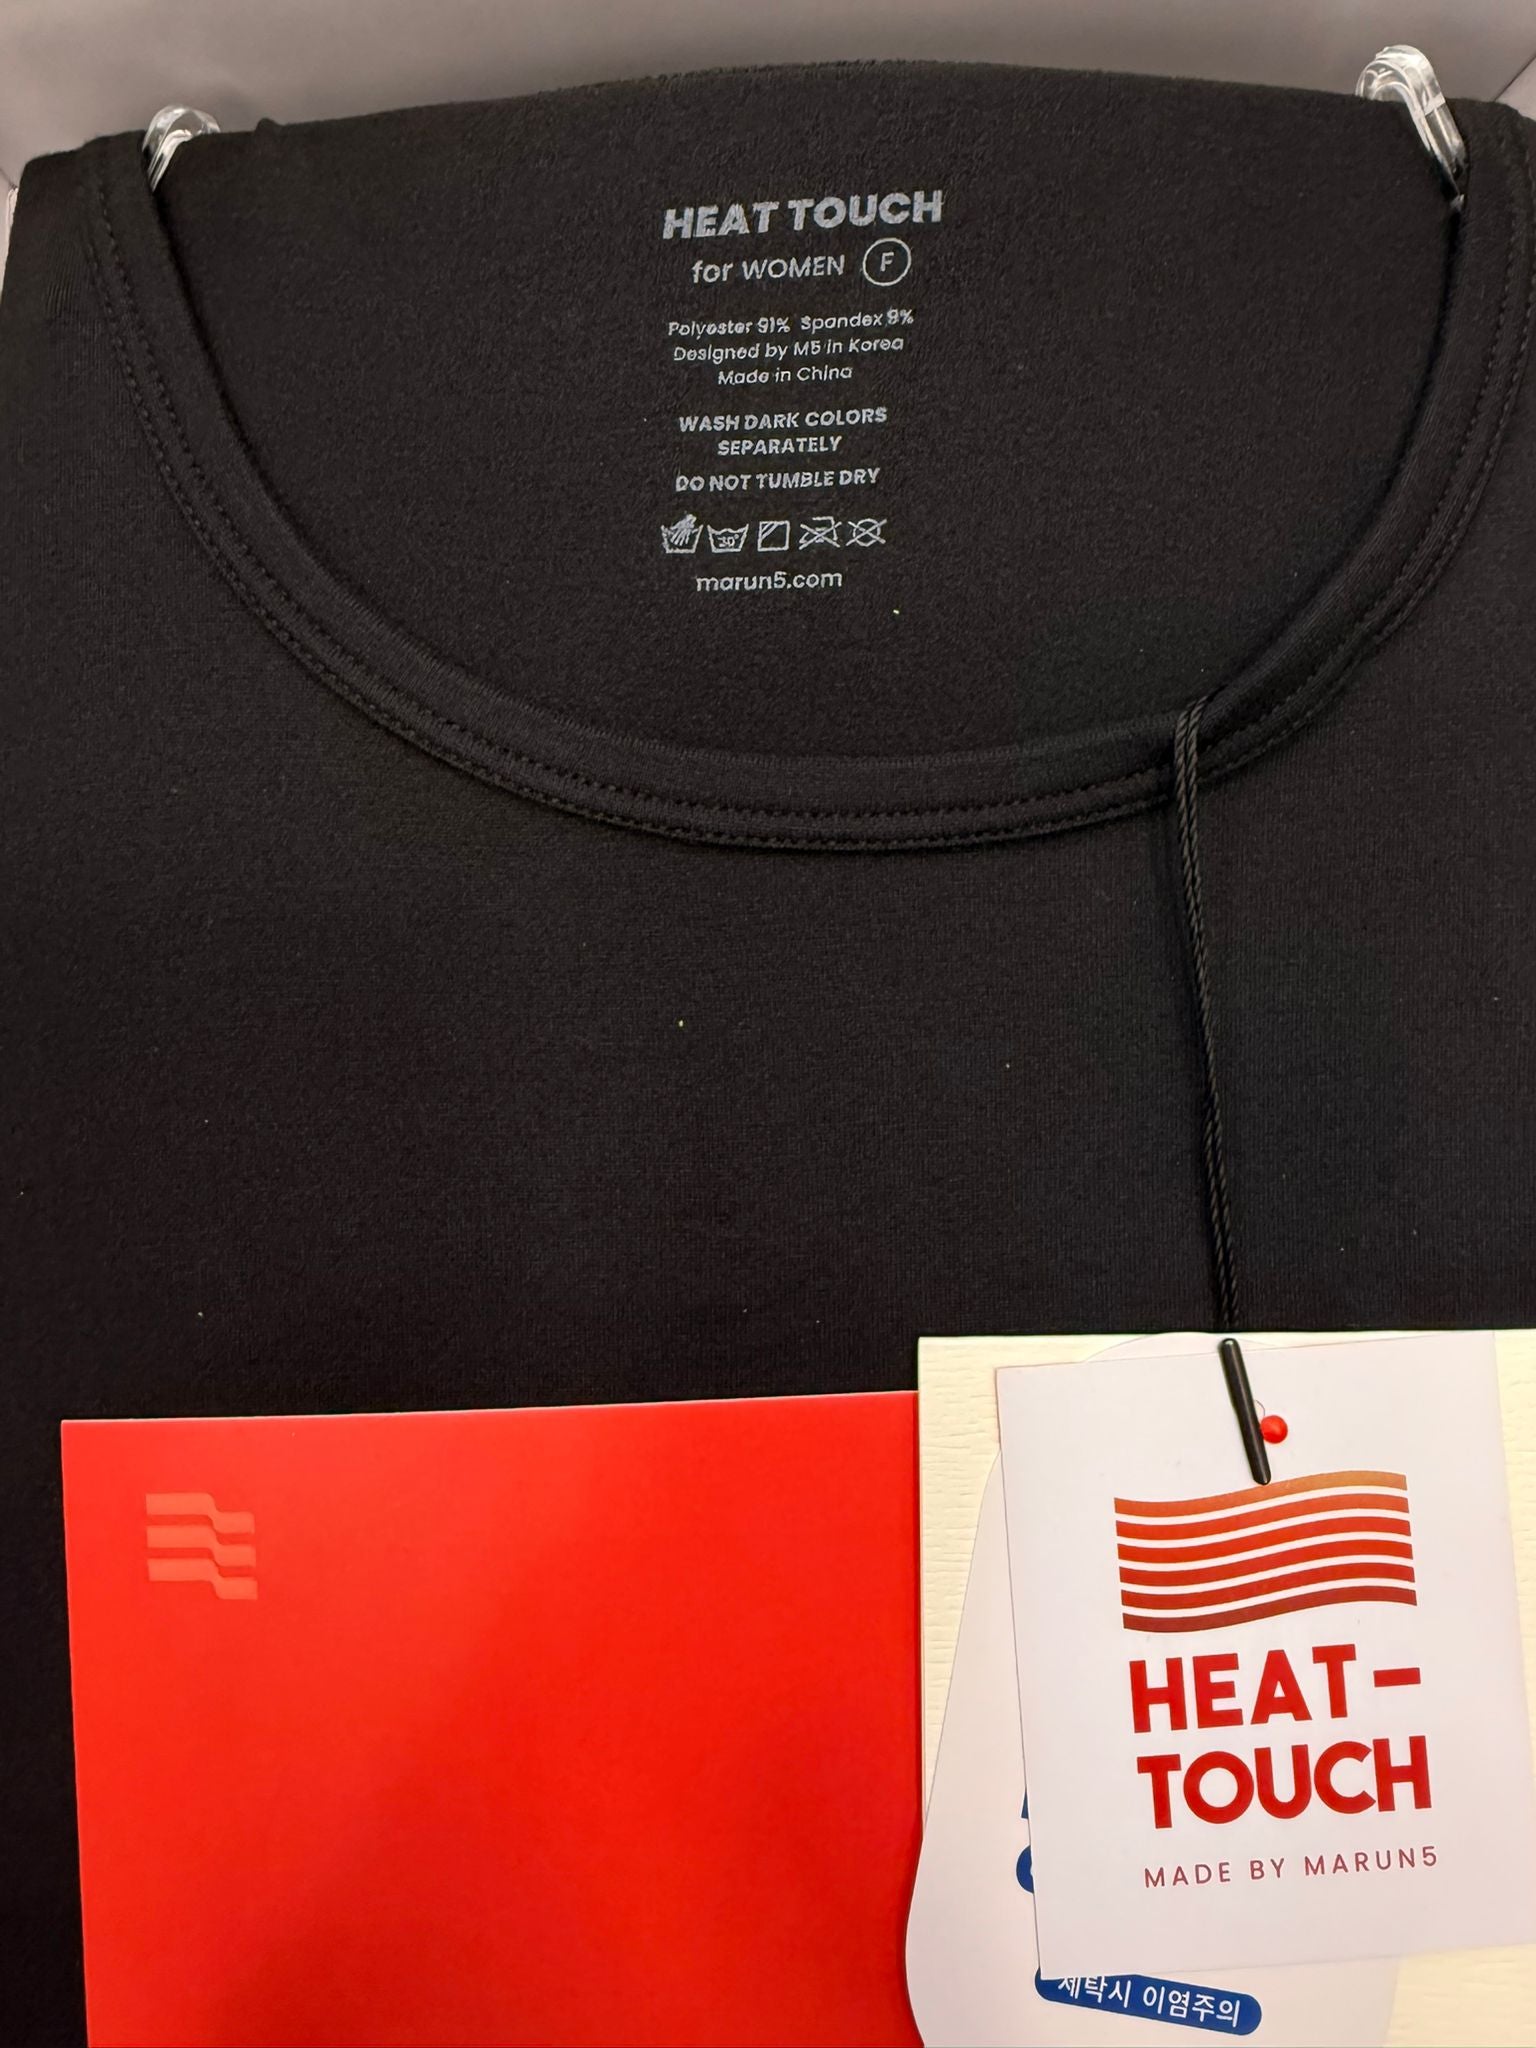 HEAT TOUCH
for WOMEN F
Polyester 91% Spandex 9%
Designed by M5 in Korea
Made in China
WASH DARK COLORS
SEPARATELY
DO NOT TUMBLE DRY
30°
marun5.com
HEAT-
TOUCH
MADE BY MARUN5
세탁시 이염주의